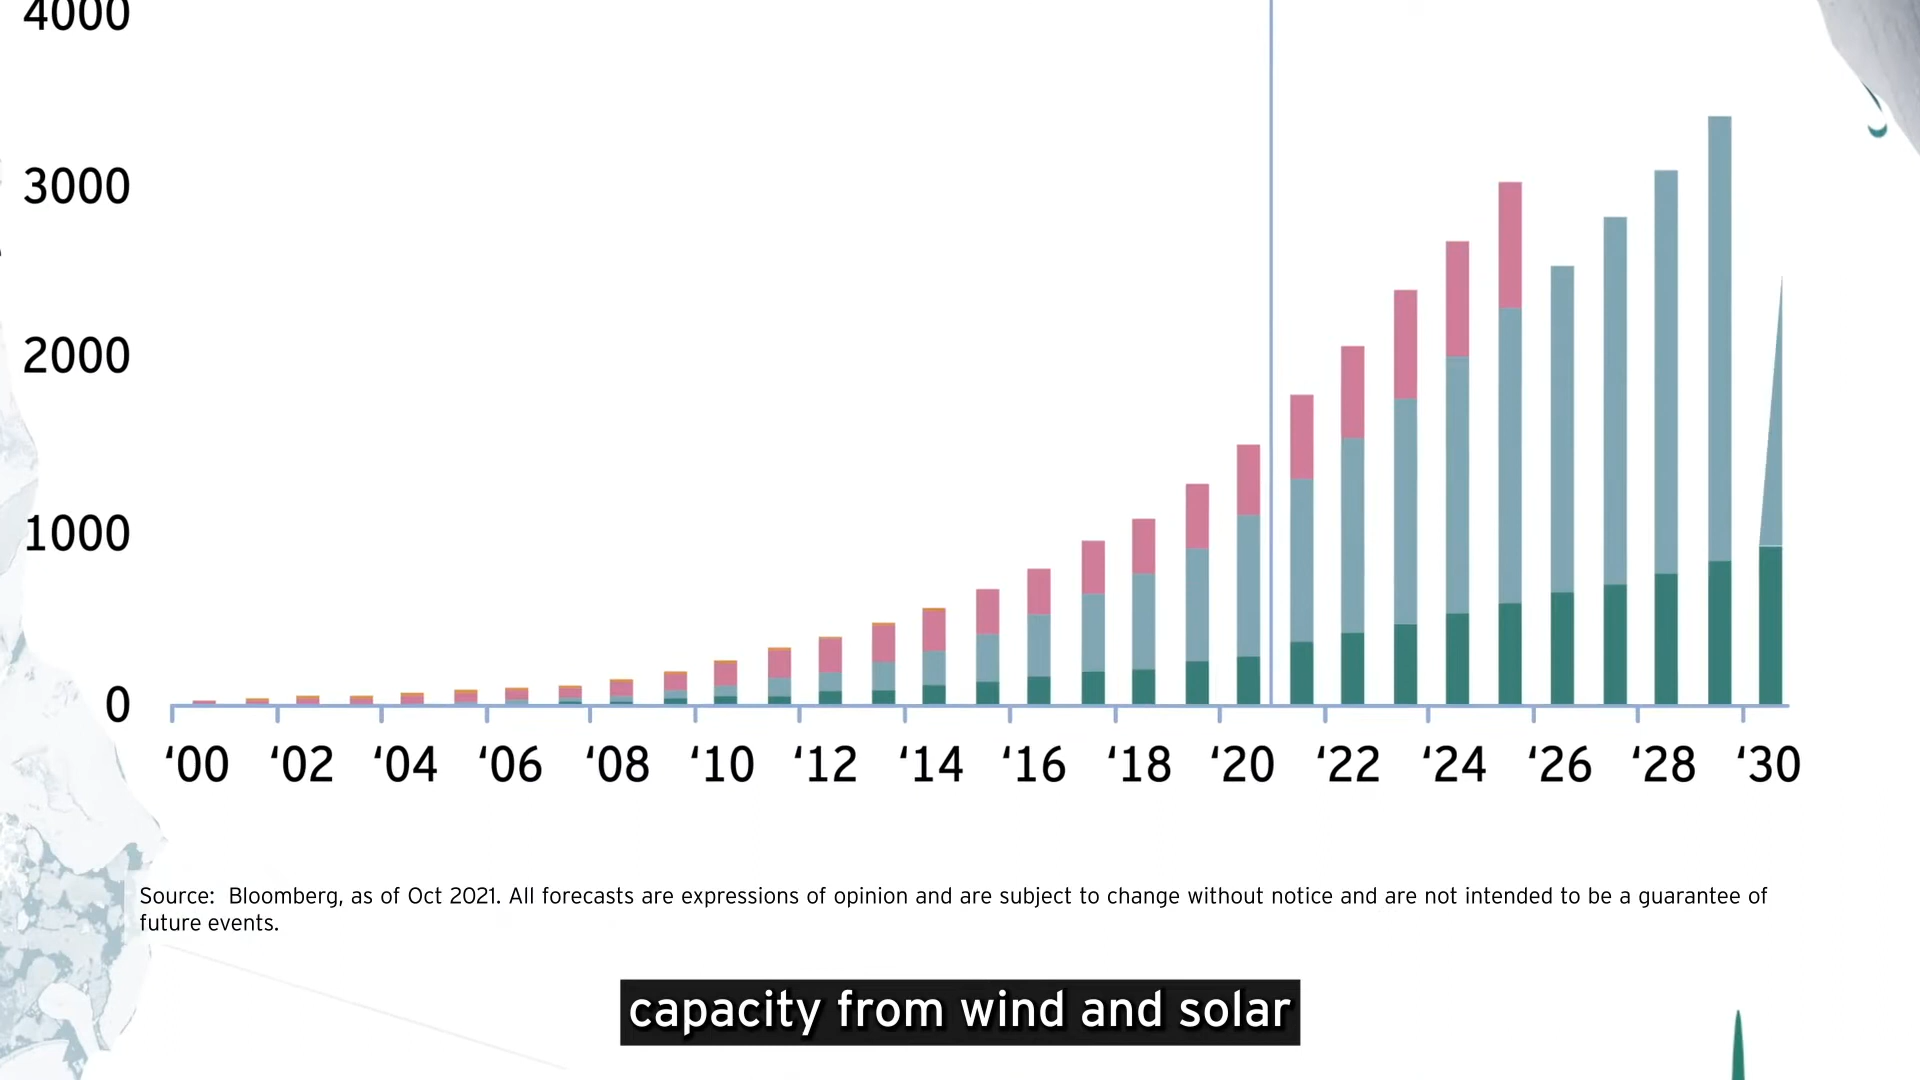 4000
3000
2000
1000
0
‘00 ‘02 ‘04 ‘06 ‘08 ‘10 ‘12 ‘14 ‘16 ‘18 ‘20 ‘22 ‘24 ‘26 ‘28 ‘30
Source: Bloomberg, as of Oct 2021. All forecasts are expressions of opinion and are subject to change without notice and are not intended to be a guarantee of
future events.
capacity from wind and solar